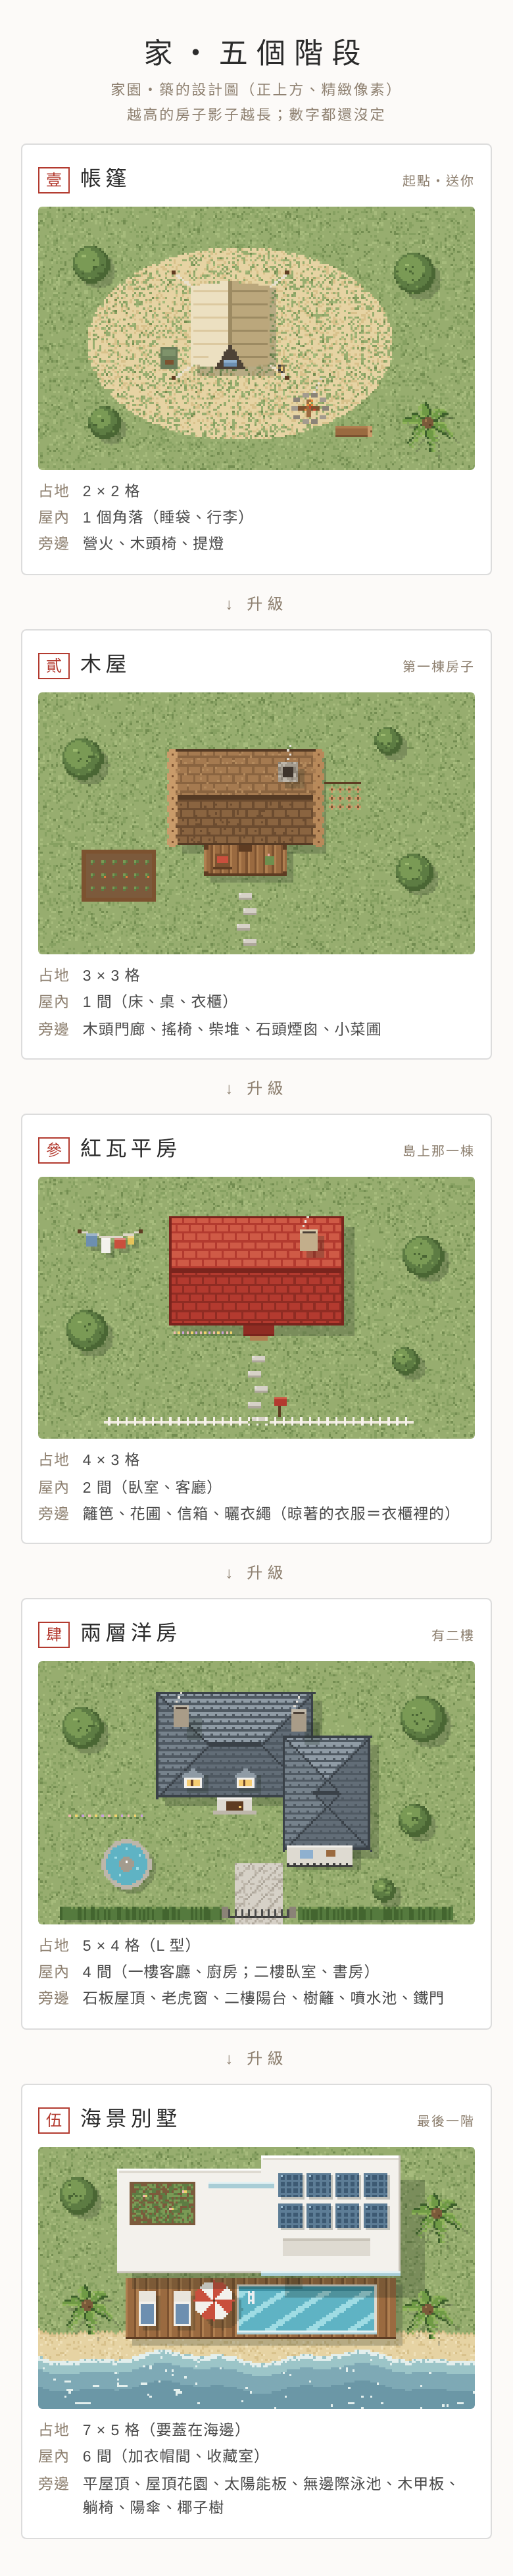 家・五個階段
家園・築的設計圖（正上方、精緻像素）
越高的房子影子越長；數字都還沒定
壹 帳篷 起點・送你
占地 2 × 2 格
屋內 1 個角落（睡袋、行李）
旁邊 營火、木頭椅、提燈
↓ 升級
貳 木屋 第一棟房子
占地 3 × 3 格
屋內 1 間（床、桌、衣櫃）
旁邊 木頭門廊、搖椅、柴堆、石頭煙囪、小菜圃
↓ 升級
參 紅瓦平房 島上那一棟
占地 4 × 3 格
屋內 2 間（臥室、客廳）
旁邊 籬笆、花圃、信箱、曬衣繩（晾著的衣服＝衣櫃裡的）
↓ 升級
肆 兩層洋房 有二樓
占地 5 × 4 格（L 型）
屋內 4 間（一樓客廳、廚房；二樓臥室、書房）
旁邊 石板屋頂、老虎窗、二樓陽台、樹籬、噴水池、鐵門
↓ 升級
伍 海景別墅 最後一階
占地 7 × 5 格（要蓋在海邊）
屋內 6 間（加衣帽間、收藏室）
旁邊 平屋頂、屋頂花園、太陽能板、無邊際泳池、木甲板、
躺椅、陽傘、椰子樹